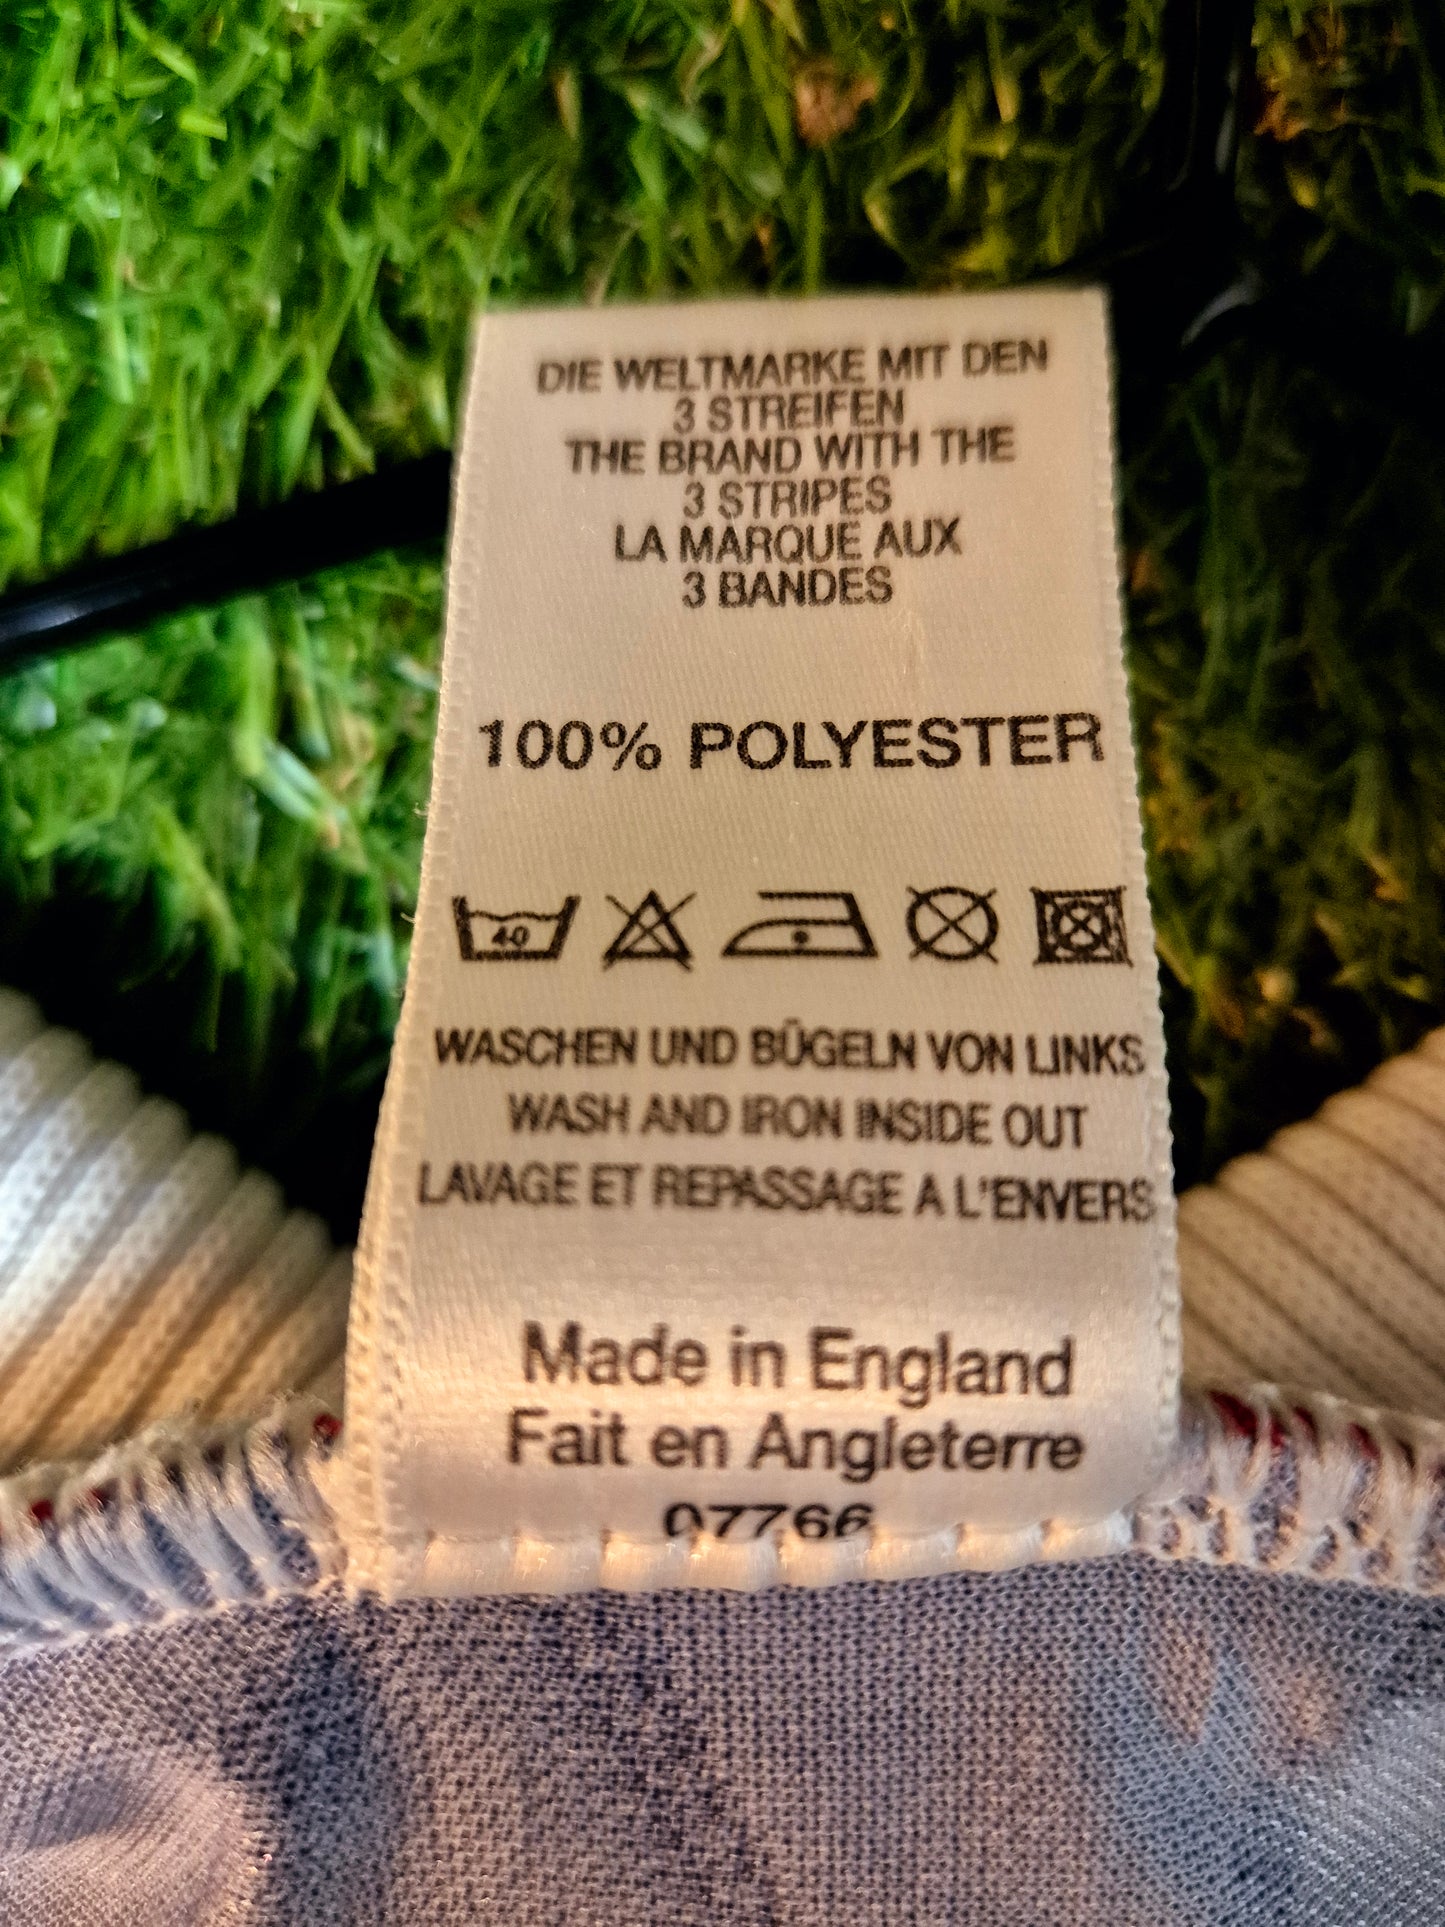 DIE WELTMARKE MIT DEN
3 STREIFEN
THE BRAND WITH THE
3 STRIPES
LA MARQUE AUX
3 BANDES
100% POLYESTER
40
WASCHEN UND BÜGELN VON LINKS
WASH AND IRON INSIDE OUT
LAVAGE ET REPASSAGE A L'ENVERS
Made in England
Fait en Angleterre
07766